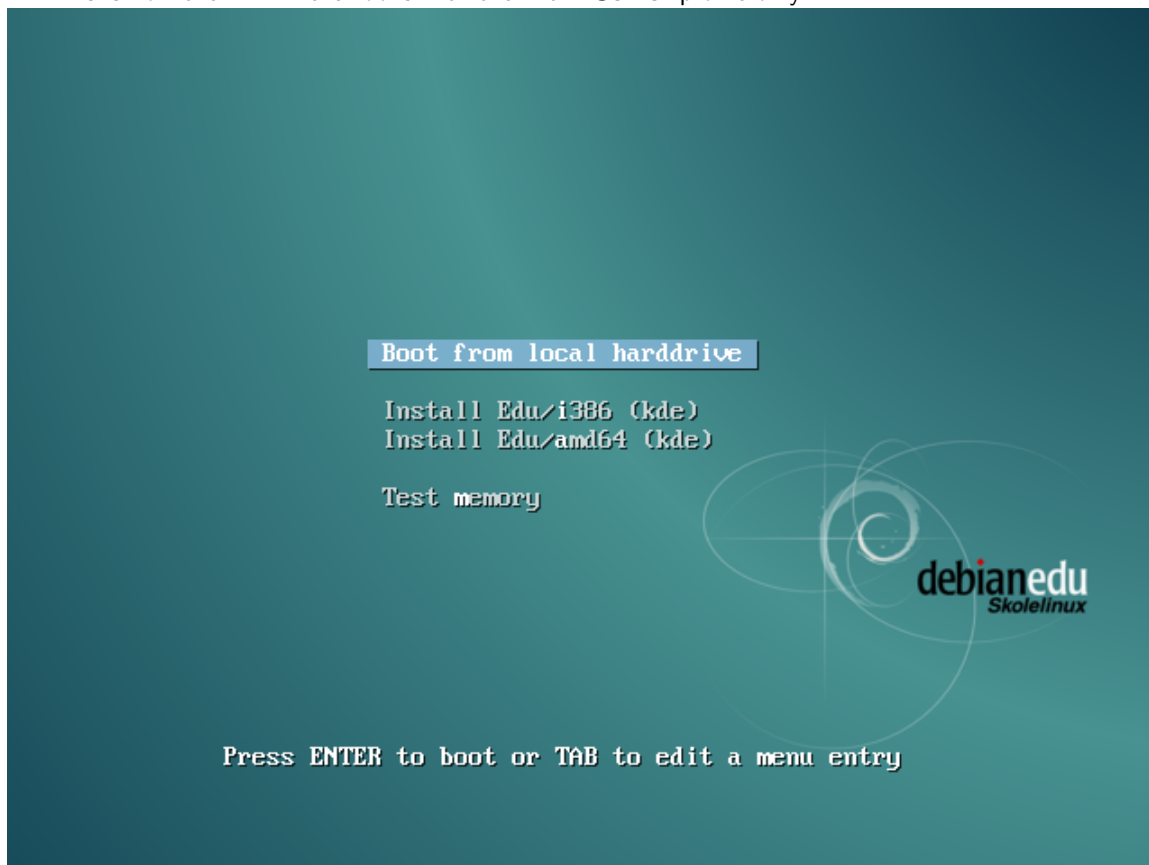 Boot from local harddrive
Install Edu/i386 (kde)
Install Edu/amd64 (kde)
Test memory
debianedu
Skolelinux
Press ENTER to boot or TAB to edit a menu entry